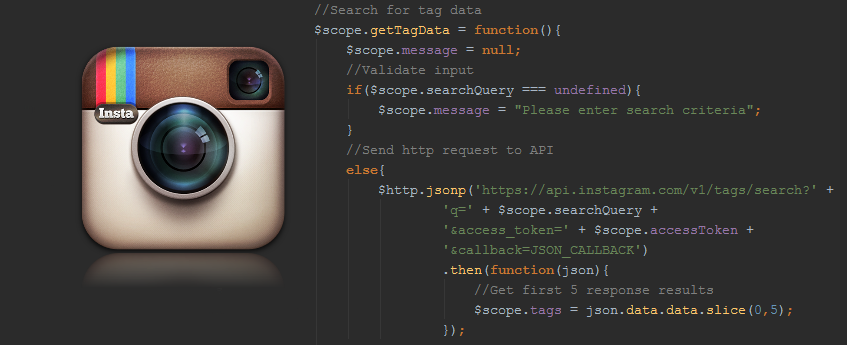 Insta
//Search for tag data
$scope.getTagData = function(){
$scope.message = null;
//Validate input
if($scope.searchQuery === undefined){
$scope.message = "Please enter search criteria";
}
//Send http request to API
else{
$http.jsonp('https://api.instagram.com/v1/tags/search?' +
'q=' + $scope.searchQuery +
'&access_token=' + $scope.accessToken +
'&callback=JSON_CALLBACK')
.then(function(json){
//Get first 5 response results
$scope.tags = json.data.data.slice(0,5);
});